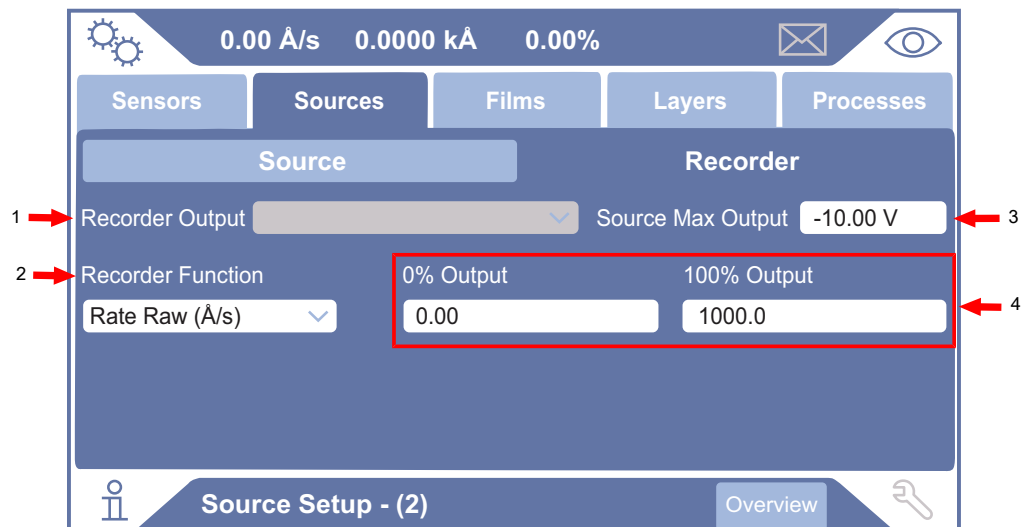 0.00 Å/s 0.0000 kÅ 0.00%
Sensors Sources Films Layers Processes
Source Recorder
1 Recorder Output Source Max Output -10.00 V 3
2 Recorder Function 0% Output 100% Output
Rate Raw (Å/s) 0.00 1000.0 4
Source Setup - (2) Overview